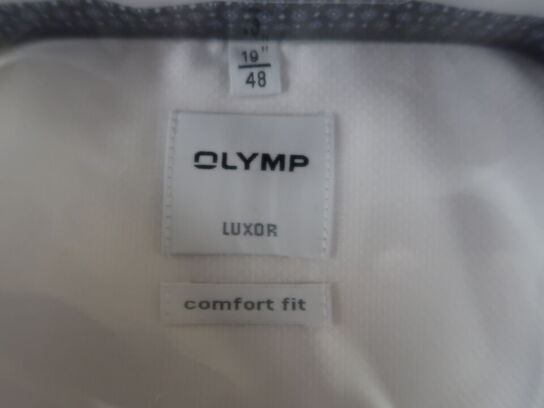 19"
48
OLYMP
LUXOR
comfort fit